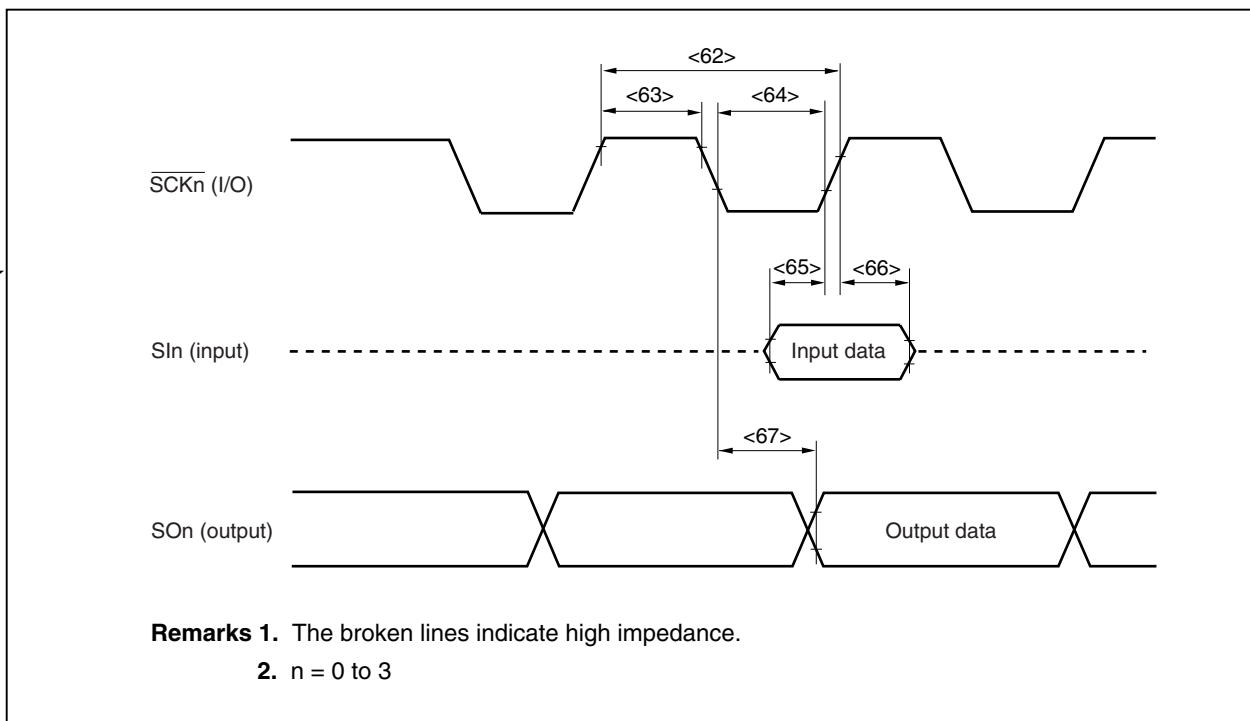 <62>
<63> <64>
S̅C̅K̅n̅ (I/O)
<65> <66>
SIn (input)
Input data
<67>
SOn (output)
Output data
Remarks 1. The broken lines indicate high impedance.
2. n = 0 to 3